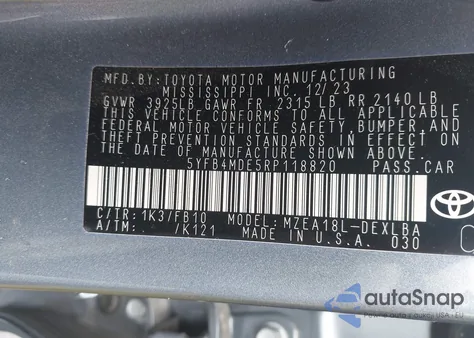 MFD.BY:TOYOTA MOTOR MANUFACTURING
MISSISSIPPI INC. 12/23
GVWR 3925LB GAWR FR 2315 LB RR 2140 LB
THIS VEHICLE CONFORMS TO ALL APPLICABLE
FEDERAL MOTOR VEHICLE SAFETY, BUMPER, AND
THEFT PREVENTION STANDARDS IN EFFECT ON
THE DATE OF MANUFACTURE SHOWN ABOVE.
5YFB4MDE5RP118820 PASS.CAR
C/TR: 1K3/FB10 MODEL: MZEA18L-DEXLBA
A/TM: /K121 MADE IN U.S.A. 030
autoSnap